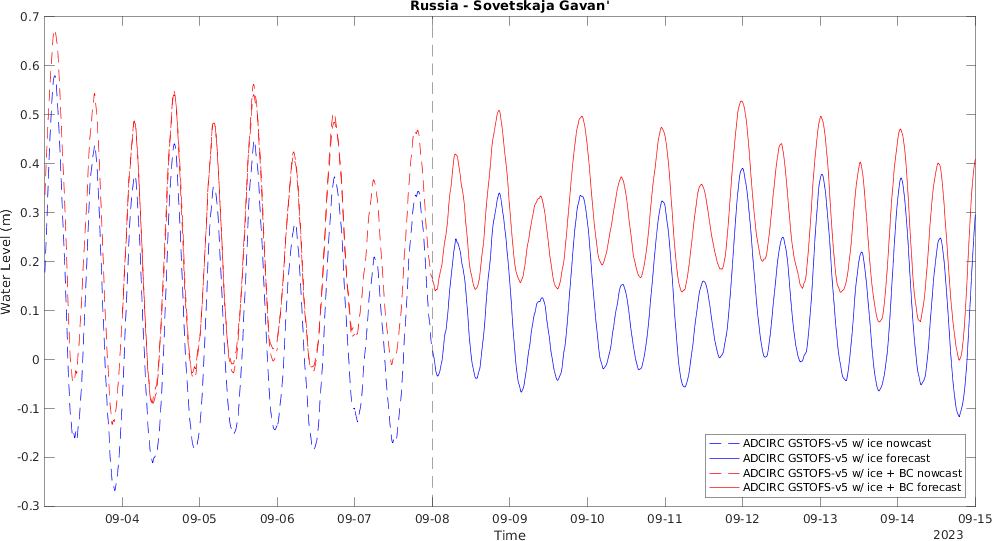 Russia - Sovetskaja Gavan'
0.7
0.6
0.5
0.4
0.3
0.2
0.1
0
-0.1
-0.2
-0.3
Water Level (m)
ADCIRC GSTOFS-v5 w/ ice nowcast
ADCIRC GSTOFS-v5 w/ ice forecast
ADCIRC GSTOFS-v5 w/ ice + BC nowcast
ADCIRC GSTOFS-v5 w/ ice + BC forecast
09-04 09-05 09-06 09-07 09-08 09-09 09-10 09-11 09-12 09-13 09-14 09-15
Time
2023